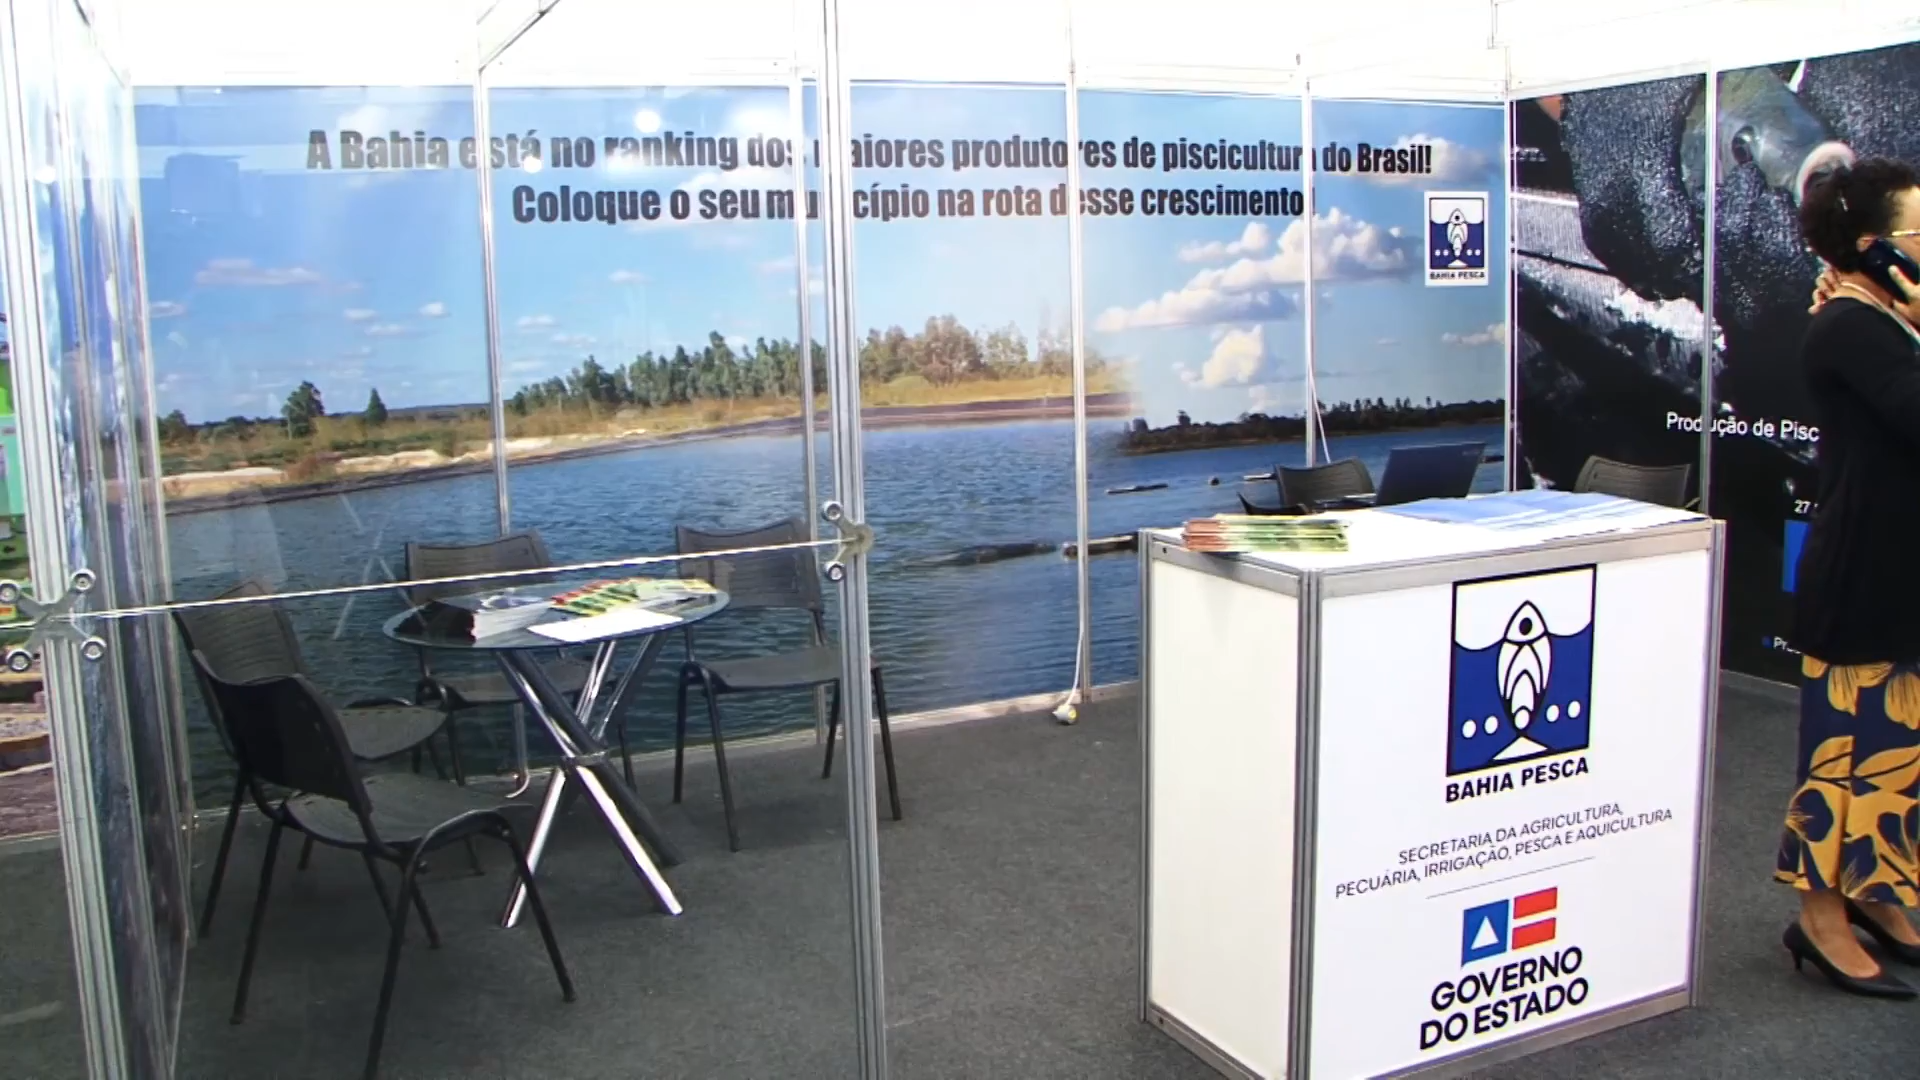 A Bahia está no ranking dos maiores produtores de piscicultura do Brasil!
Coloque o seu município na rota desse crescimento!
BAHIA PESCA
Produção de Pisc
27
BAHIA PESCA
SECRETARIA DA AGRICULTURA,
PECUÁRIA, IRRIGAÇÃO, PESCA E AQUICULTURA
GOVERNO
DO ESTADO